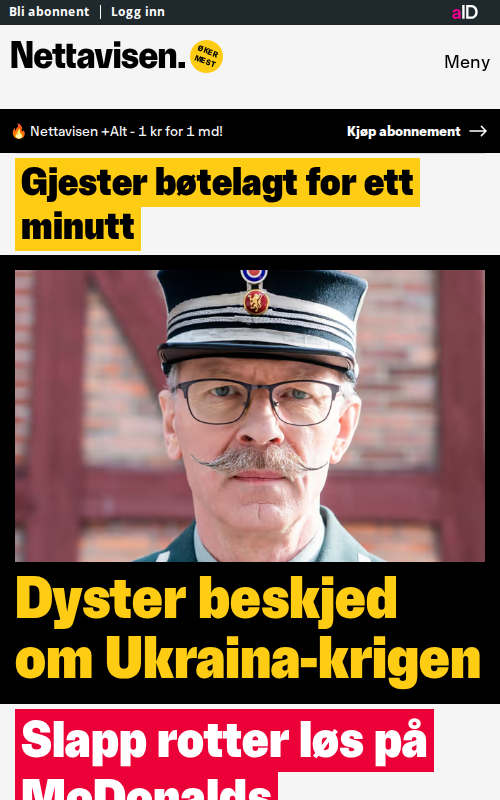 Bli abonnent | Logg inn
aID
Nettavisen.
ØKER
MEST
Meny
🔥 Nettavisen +Alt - 1 kr for 1 md!
Kjøp abonnement →
Gjester bøtelagt for ett
minutt
Dyster beskjed
om Ukraina-krigen
Slapp rotter løs på
McDonalds